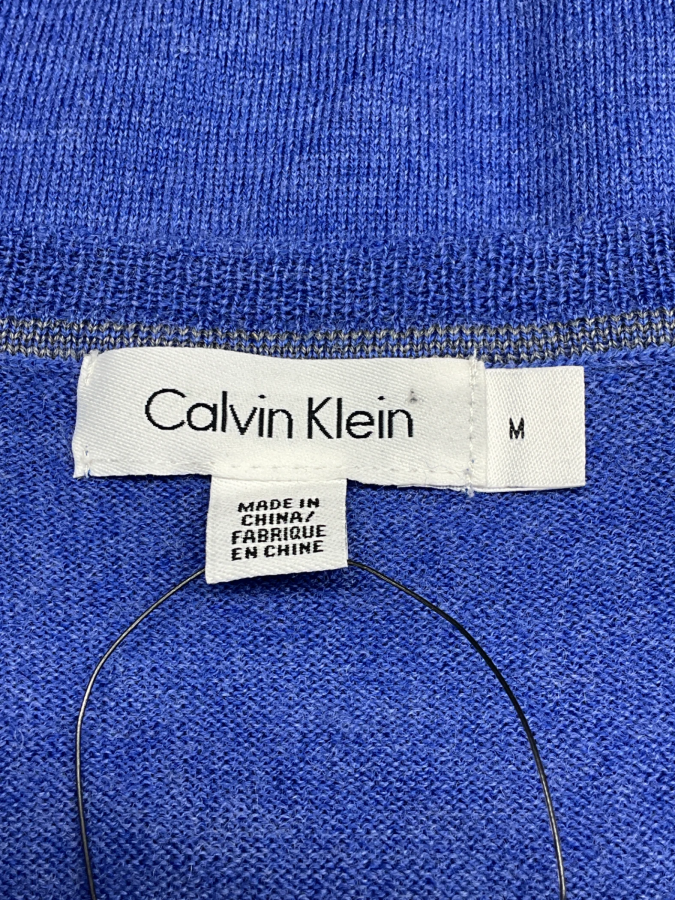 Calvin Klein
M
MADE IN
CHINA/
FABRIQUE
EN CHINE